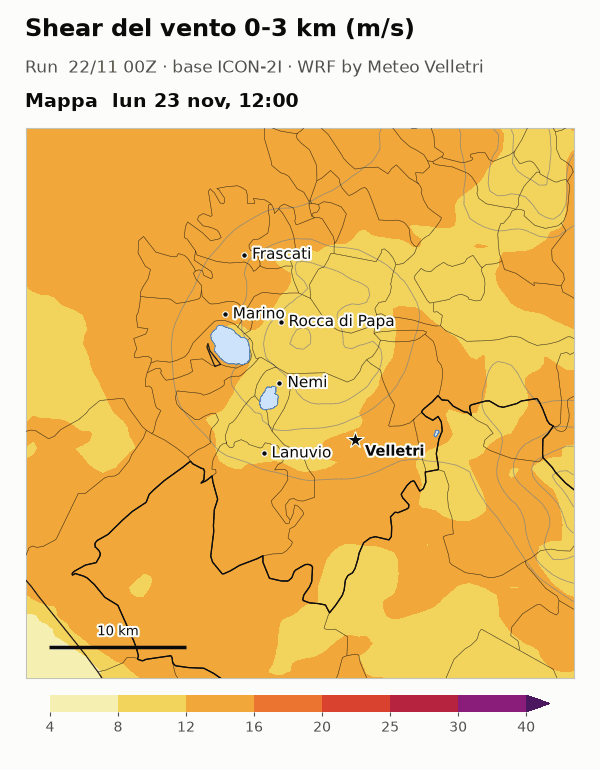 Shear del vento 0-3 km (m/s)
Run  22/11 00Z · base ICON-2I · WRF by Meteo Velletri
Mappa  lun 23 nov, 12:00
Frascati
Marino
Rocca di Papa
Nemi
Velletri
Lanuvio
10 km
4 8 12 16 20 25 30 40